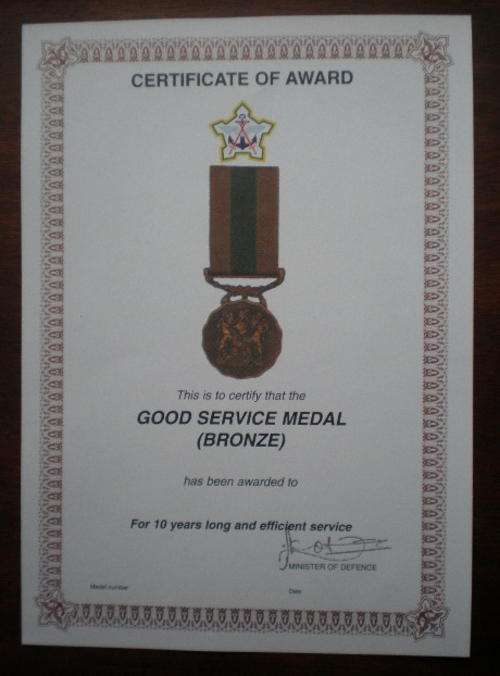 CERTIFICATE OF AWARD
This is to certify that the
GOOD SERVICE MEDAL
(BRONZE)
has been awarded to
For 10 years long and efficient service
MINISTER OF DEFENCE
Medal number
Date